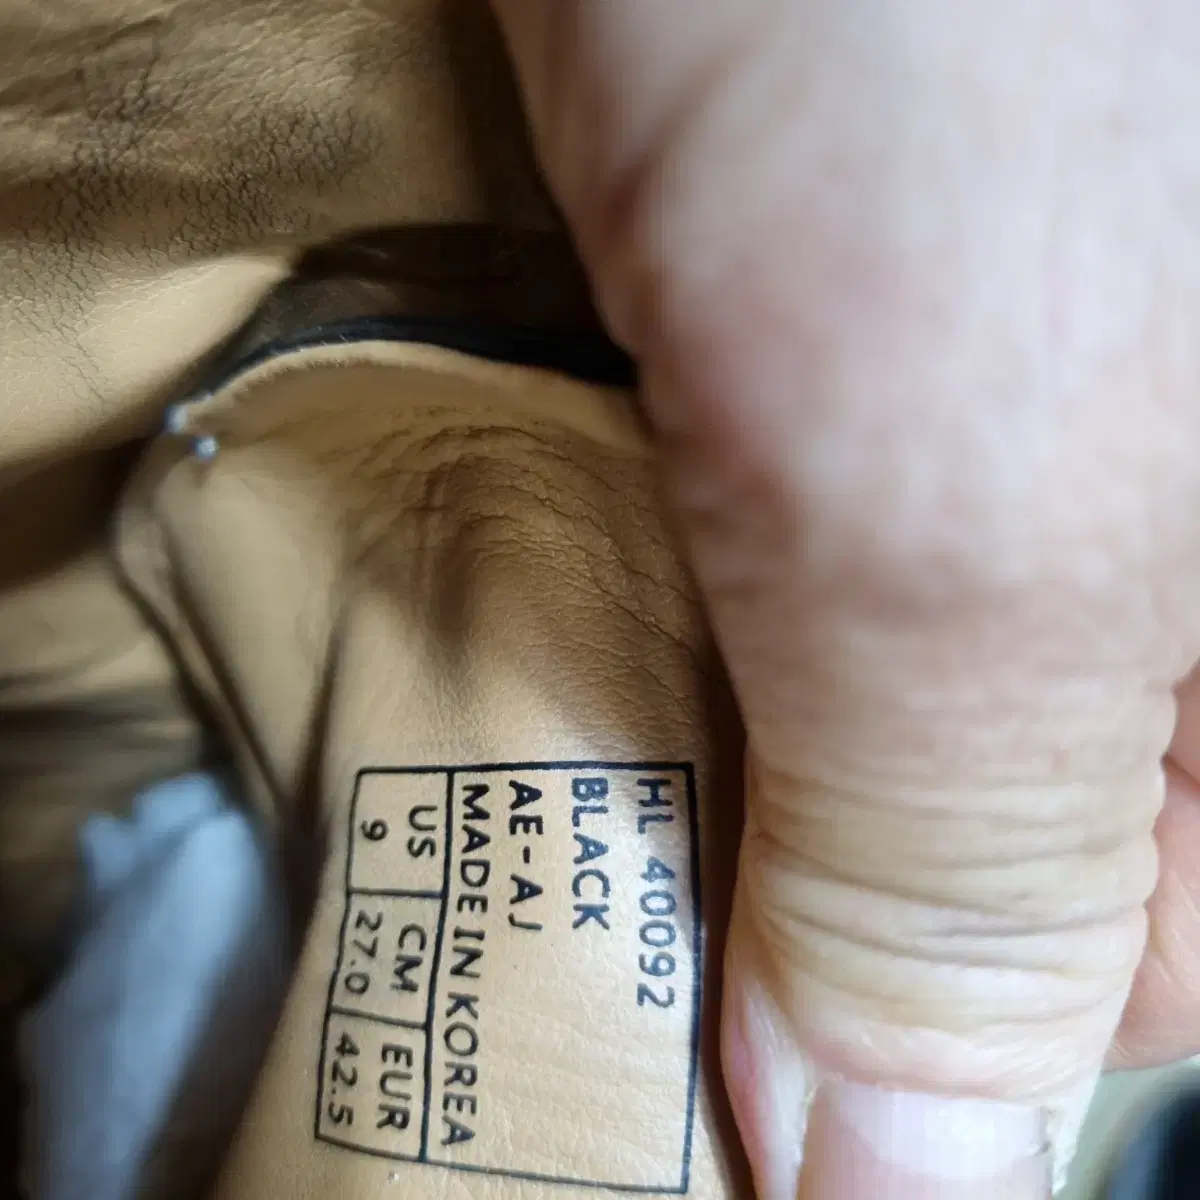 HL 40092
BLACK
AE-AJ
MADE IN KOREA
US CM EUR
9 27.0 42.5